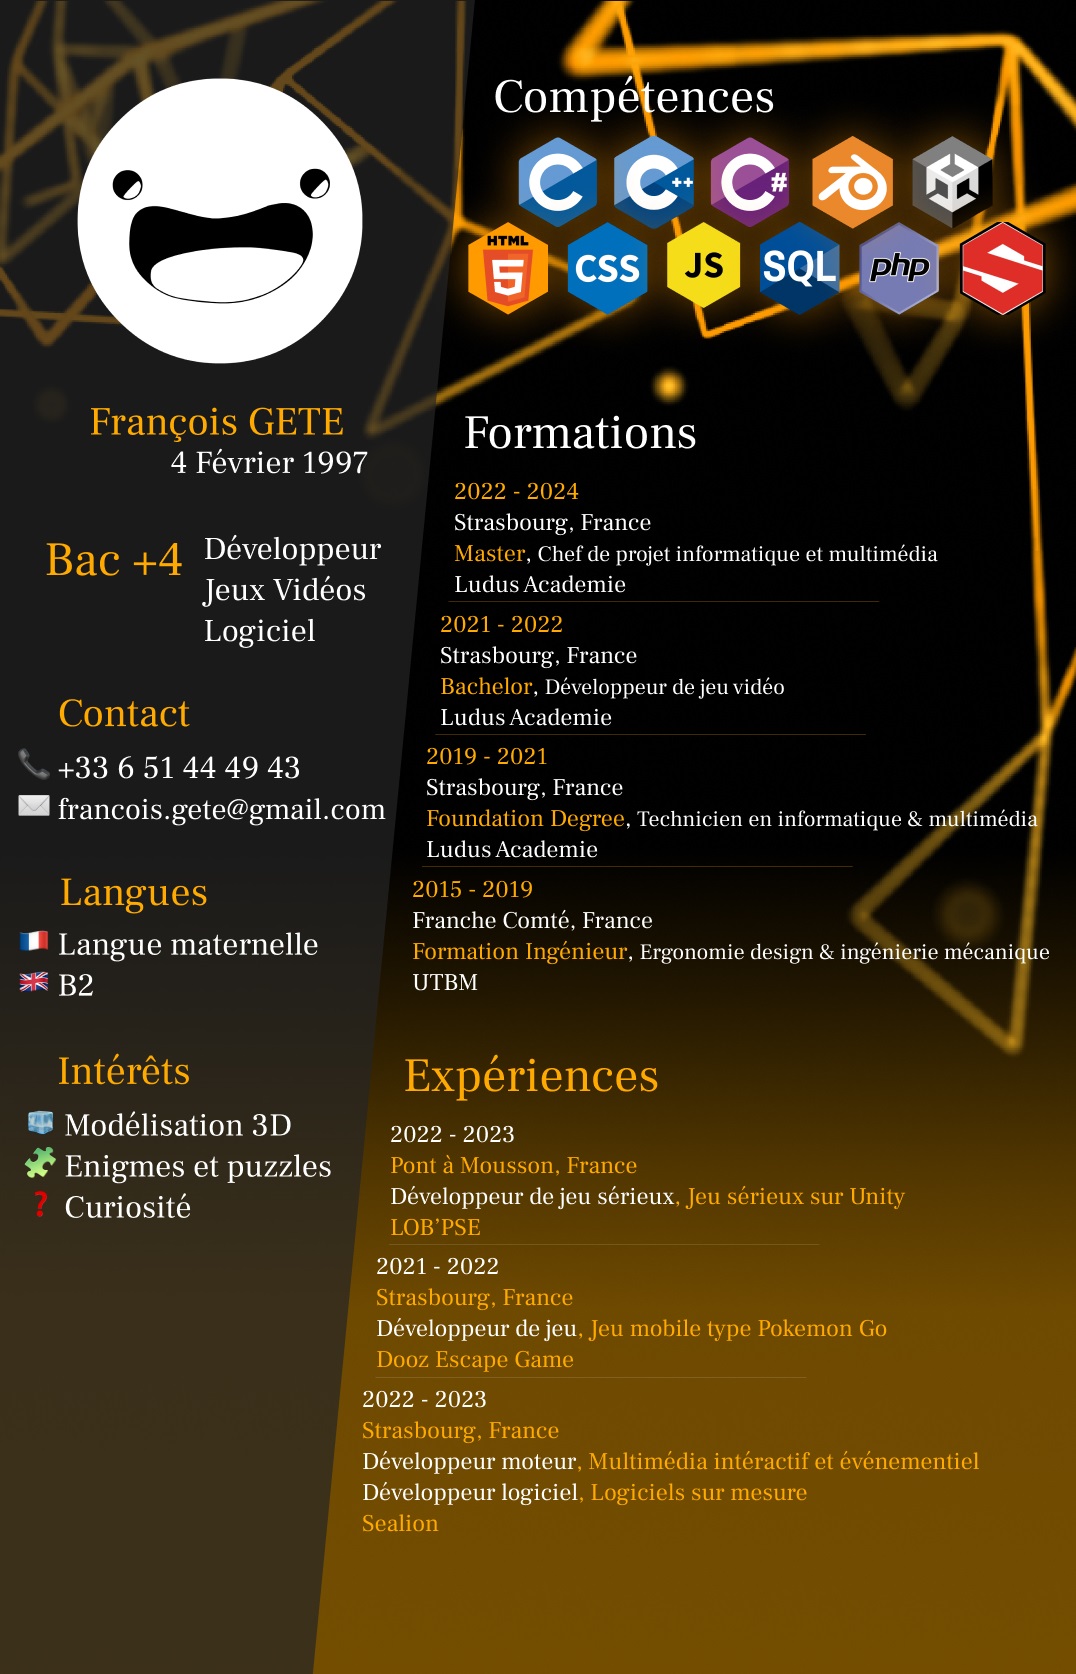 François GETE
4 Février 1997
Bac +4
Développeur
Jeux Vidéos
Logiciel
Contact
+33 6 51 44 49 43
francois.gete@gmail.com
Langues
Langue maternelle
B2
Intérêts
Modélisation 3D
Enigmes et puzzles
Curiosité
Compétences
C
C++
C#
HTML
5
CSS
JS
SQL
php
Formations
2022 - 2024
Strasbourg, France
Master, Chef de projet informatique et multimédia
Ludus Academie
2021 - 2022
Strasbourg, France
Bachelor, Développeur de jeu vidéo
Ludus Academie
2019 - 2021
Strasbourg, France
Foundation Degree, Technicien en informatique & multimédia
Ludus Academie
2015 - 2019
Franche Comté, France
Formation Ingénieur, Ergonomie design & ingénierie mécanique
UTBM
Expériences
2022 - 2023
Pont à Mousson, France
Développeur de jeu sérieux, Jeu sérieux sur Unity
LOB’PSE
2021 - 2022
Strasbourg, France
Développeur de jeu, Jeu mobile type Pokemon Go
Dooz Escape Game
2022 - 2023
Strasbourg, France
Développeur moteur, Multimédia intéractif et événementiel
Développeur logiciel, Logiciels sur mesure
Sealion